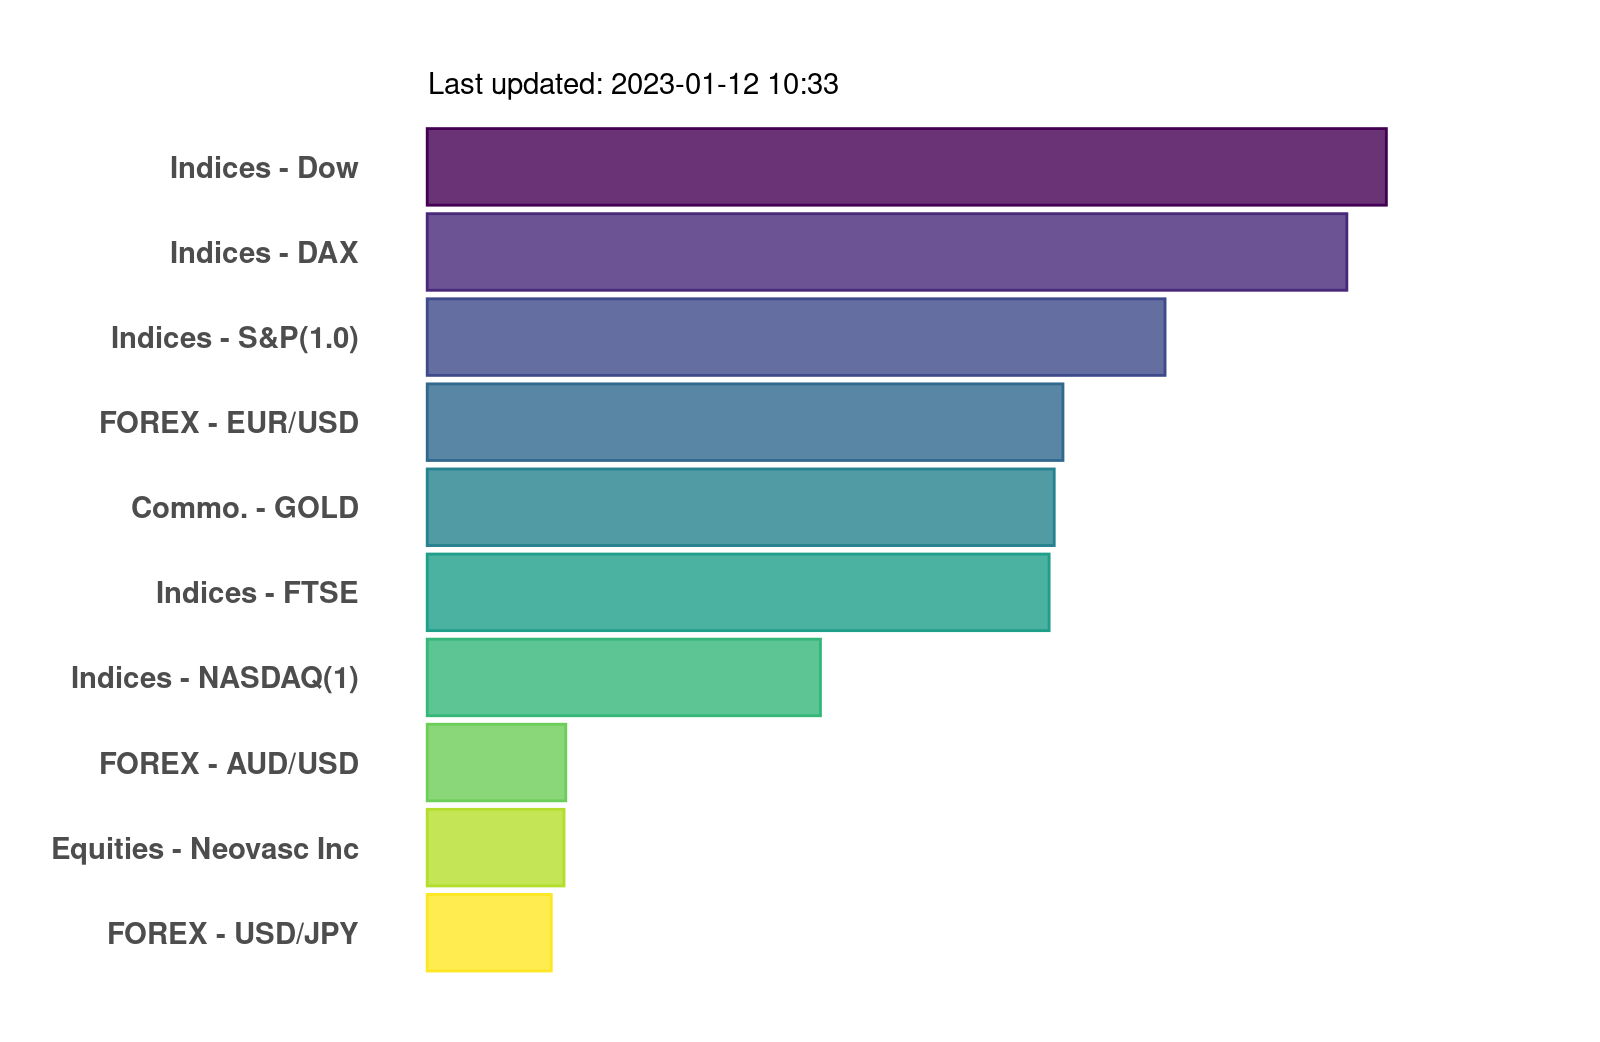 Last updated: 2023-01-12 10:33
Indices - Dow
Indices - DAX
Indices - S&P(1.0)
FOREX - EUR/USD
Commo. - GOLD
Indices - FTSE
Indices - NASDAQ(1)
FOREX - AUD/USD
Equities - Neovasc Inc
FOREX - USD/JPY